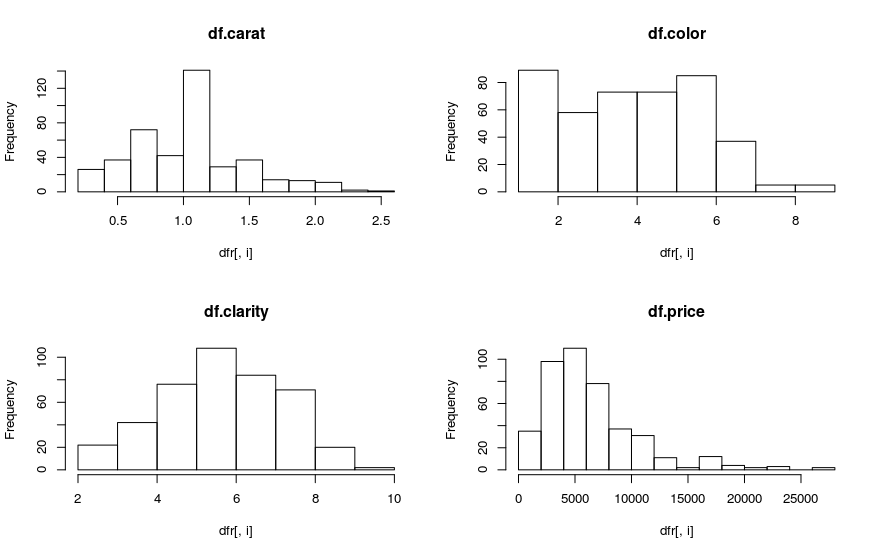 df.carat
Frequency
0 40 80 120
0.5 1.0 1.5 2.0 2.5
dfr[, i]
df.color
Frequency
0 20 40 60 80
2 4 6 8
dfr[, i]
df.clarity
Frequency
0 20 60 100
2 4 6 8 10
dfr[, i]
df.price
Frequency
0 20 60 100
0 5000 10000 15000 20000 25000
dfr[, i]